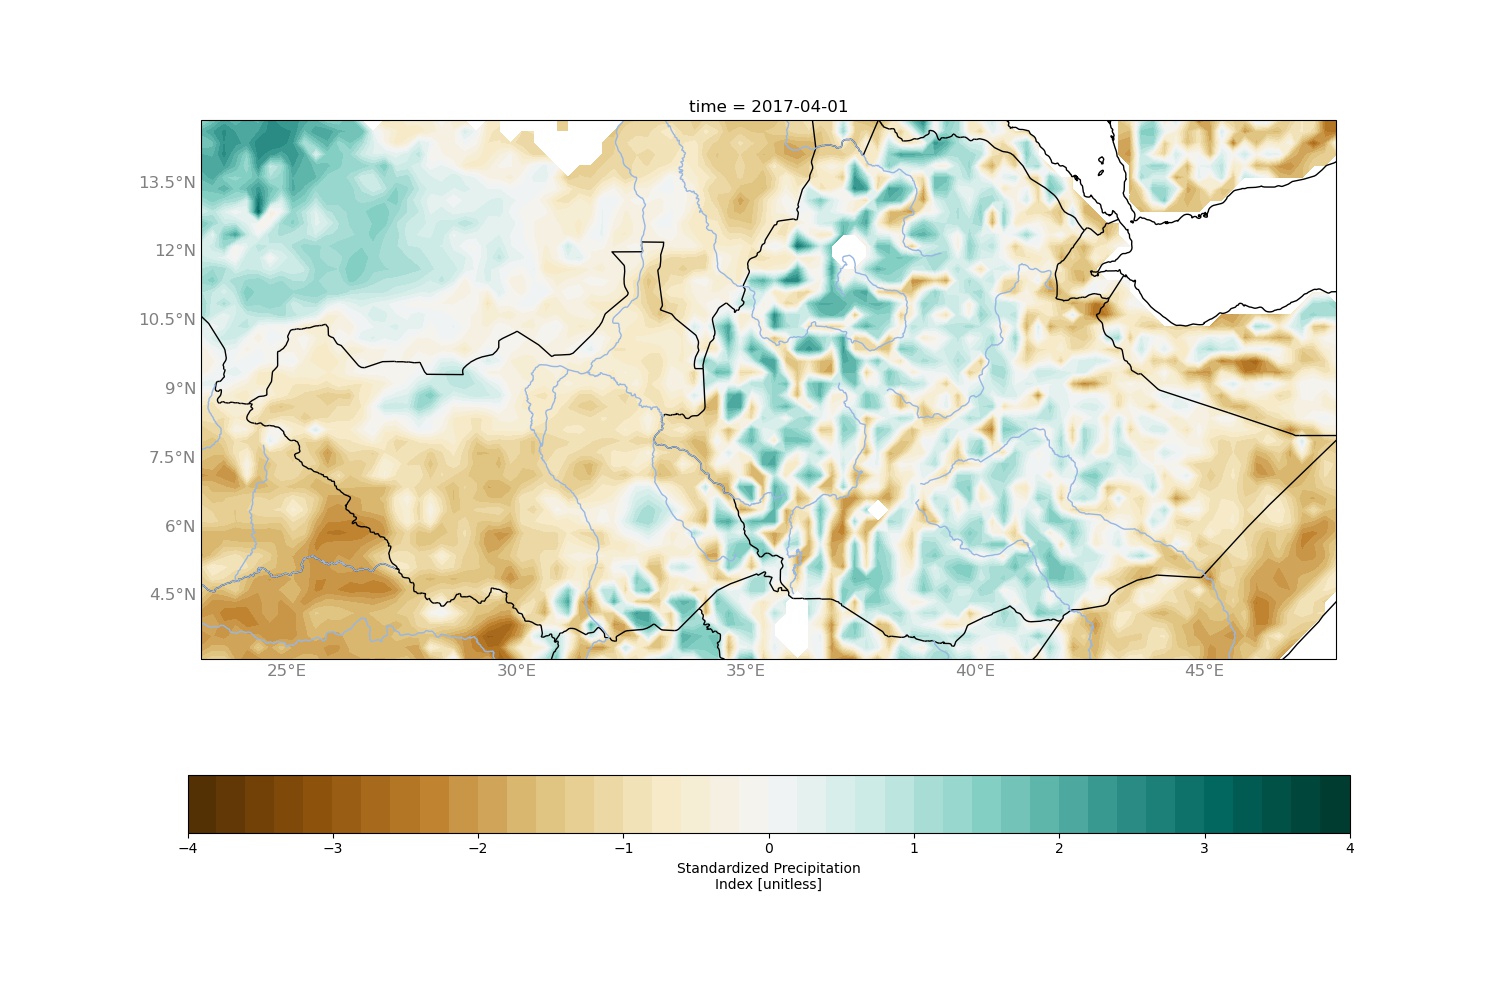 time = 2017-04-01
13.5°N
12°N
10.5°N
9°N
7.5°N
6°N
4.5°N
25°E 30°E 35°E 40°E 45°E
−4 −3 −2 −1 0 1 2 3 4
Standardized Precipitation
Index [unitless]